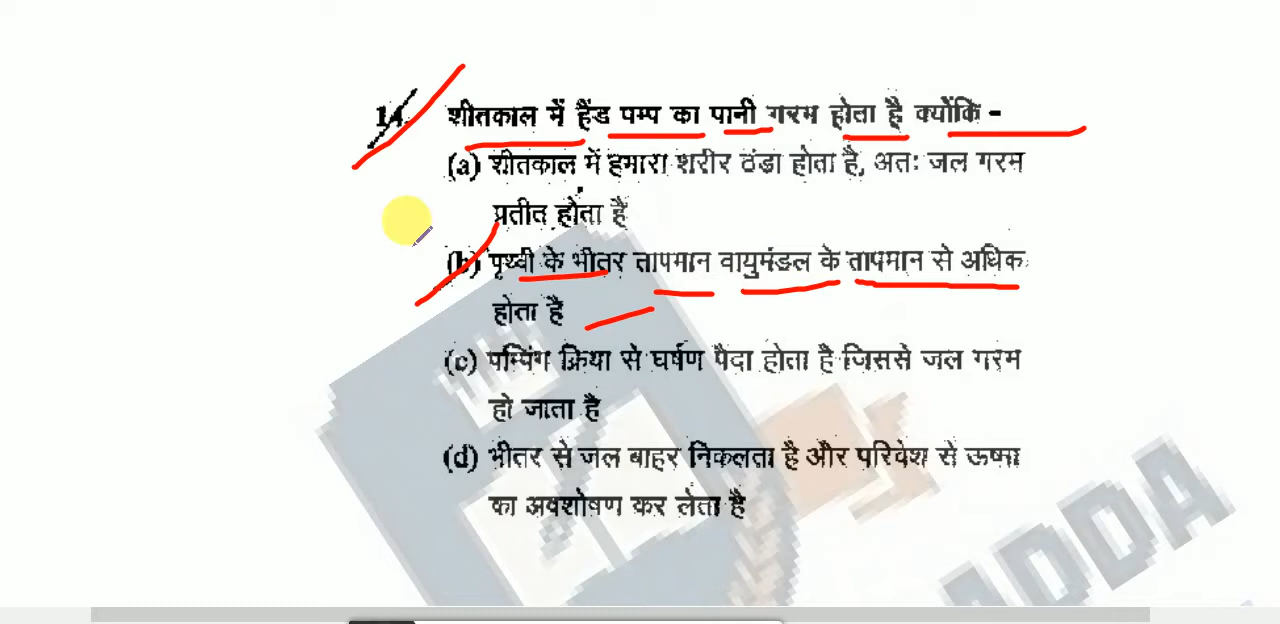 14. शीतकाल में हैंड पम्प का पानी गरम होता है क्योंकि -
(a) शीतकाल में हमारा शरीर ठंडा होता है, अतः जल गरम
प्रतीत होता है
(b) पृथ्वी के भीतर तापमान वायुमंडल के तापमान से अधिक
होता है
(c) पम्पिंग क्रिया से घर्षण पैदा होता है जिससे जल गरम
हो जाता है
(d) भीतर से जल बाहर निकलता है और परिवेश से ऊष्मा
का अवशोषण कर लेता है
ADDA